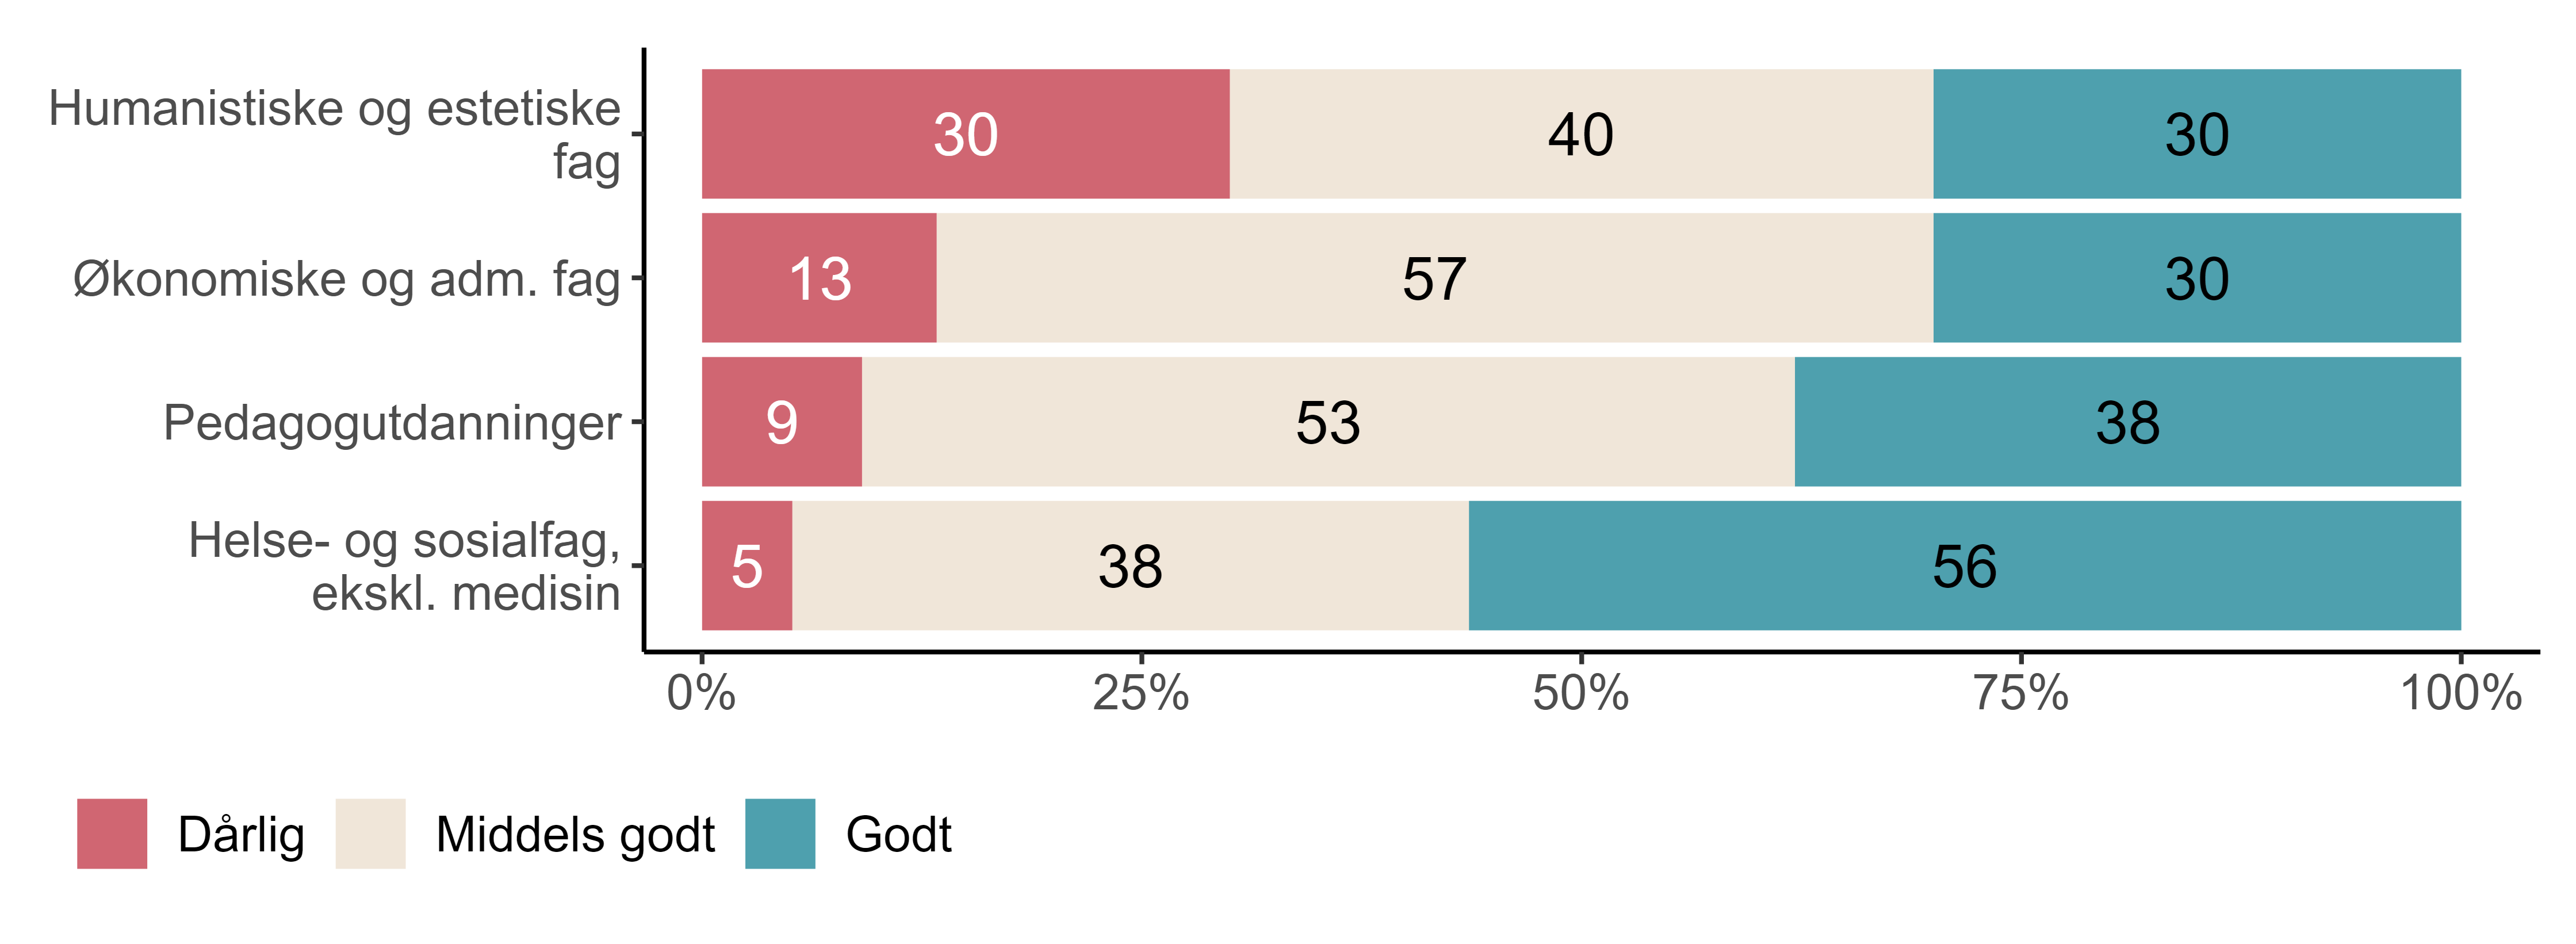 Humanistiske og estetiske
fag
30 40 30
Økonomiske og adm. fag
13 57 30
Pedagogutdanninger
9 53 38
Helse- og sosialfag,
ekskl. medisin
5 38 56
0% 25% 50% 75% 100%
Dårlig Middels godt Godt